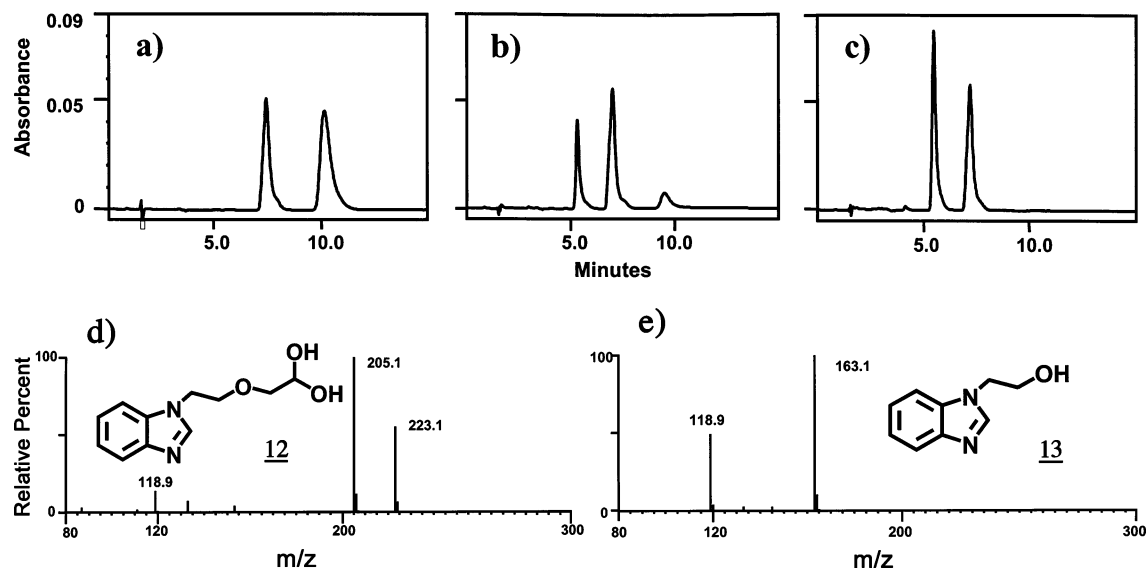 a)
b)
c)
Absorbance
0.09
0.05
0
5.0 10.0
5.0 10.0
5.0 10.0
Minutes
d)
e)
Relative Percent
100
0
205.1
223.1
118.9
OH
OH
O
N
N
12
80 120 200 300
m/z
100
0
163.1
118.9
OH
N
N
13
80 120 200 300
m/z